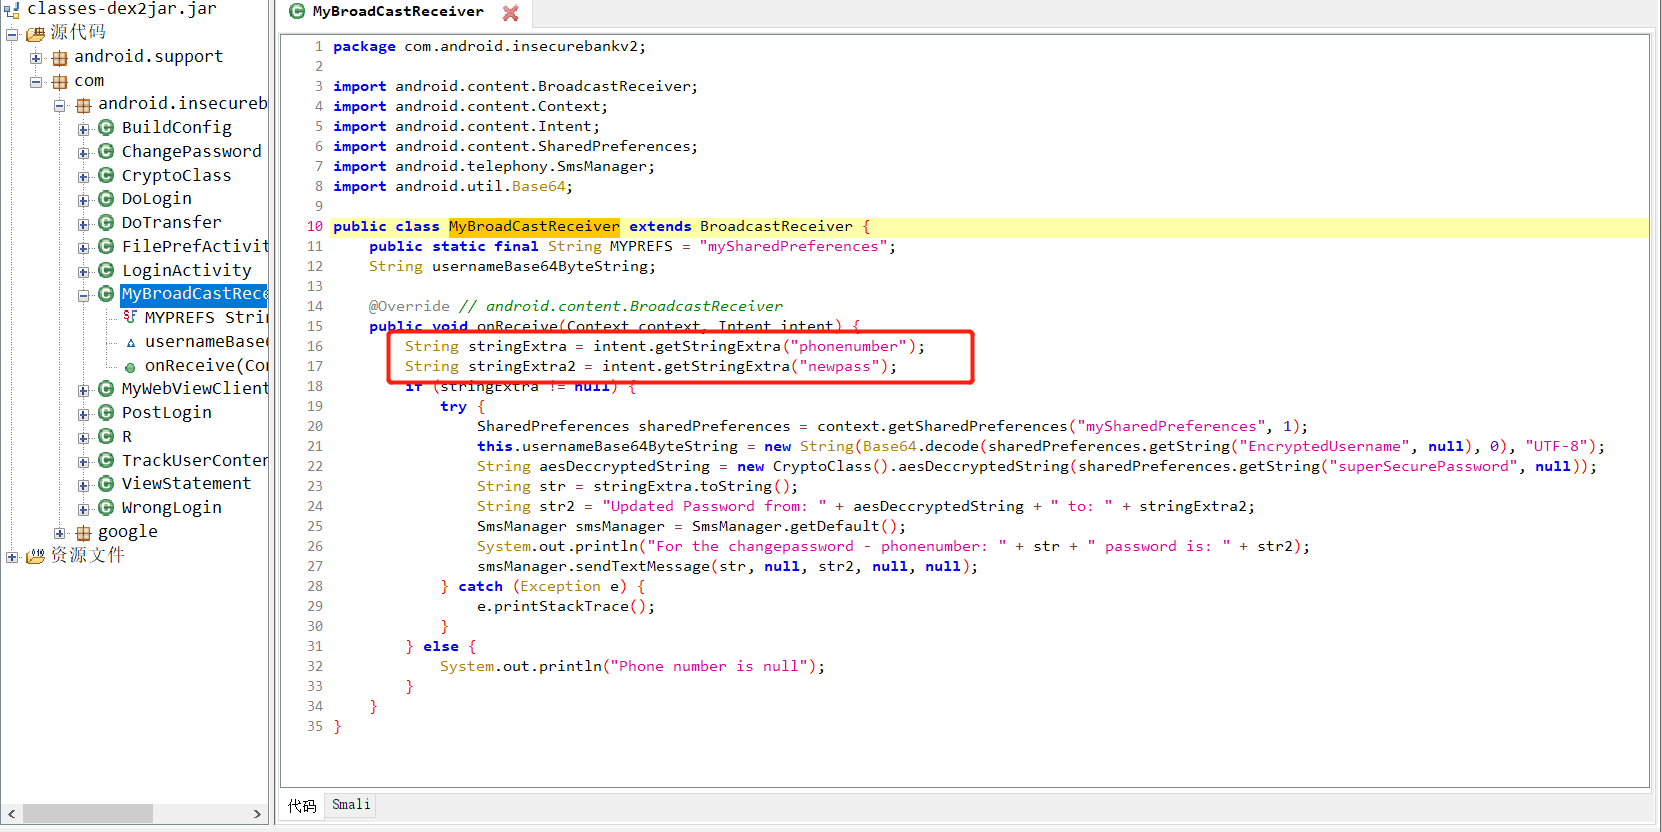 classes-dex2jar.jar
源代码
android.support
com
android.insecureb
BuildConfig
ChangePassword
CryptoClass
DoLogin
DoTransfer
FilePrefActivit
LoginActivity
MyBroadCastRece
MYPREFS Strin
usernameBase
onReceive(Co
MyWebViewClient
PostLogin
R
TrackUserConten
ViewStatement
WrongLogin
google
资源文件
MyBroadCastReceiver
1 package com.android.insecurebankv2;
2
3 import android.content.BroadcastReceiver;
4 import android.content.Context;
5 import android.content.Intent;
6 import android.content.SharedPreferences;
7 import android.telephony.SmsManager;
8 import android.util.Base64;
9
10 public class MyBroadCastReceiver extends BroadcastReceiver {
11 public static final String MYPREFS = "mySharedPreferences";
12 String usernameBase64ByteString;
13
14 @Override // android.content.BroadcastReceiver
15 public void onReceive(Context context, Intent intent) {
16 String stringExtra = intent.getStringExtra("phonenumber");
17 String stringExtra2 = intent.getStringExtra("newpass");
18 if (stringExtra != null) {
19 try {
20 SharedPreferences sharedPreferences = context.getSharedPreferences("mySharedPreferences", 1);
21 this.usernameBase64ByteString = new String(Base64.decode(sharedPreferences.getString("EncryptedUsername", null), 0), "UTF-8");
22 String aesDeccryptedString = new CryptoClass().aesDeccryptedString(sharedPreferences.getString("superSecurePassword", null));
23 String str = stringExtra.toString();
24 String str2 = "Updated Password from: " + aesDeccryptedString + " to: " + stringExtra2;
25 SmsManager smsManager = SmsManager.getDefault();
26 System.out.println("For the changepassword - phonenumber: " + str + " password is: " + str2);
27 smsManager.sendTextMessage(str, null, str2, null, null);
28 } catch (Exception e) {
29 e.printStackTrace();
30 }
31 } else {
32 System.out.println("Phone number is null");
33 }
34 }
35 }
代码 Smali